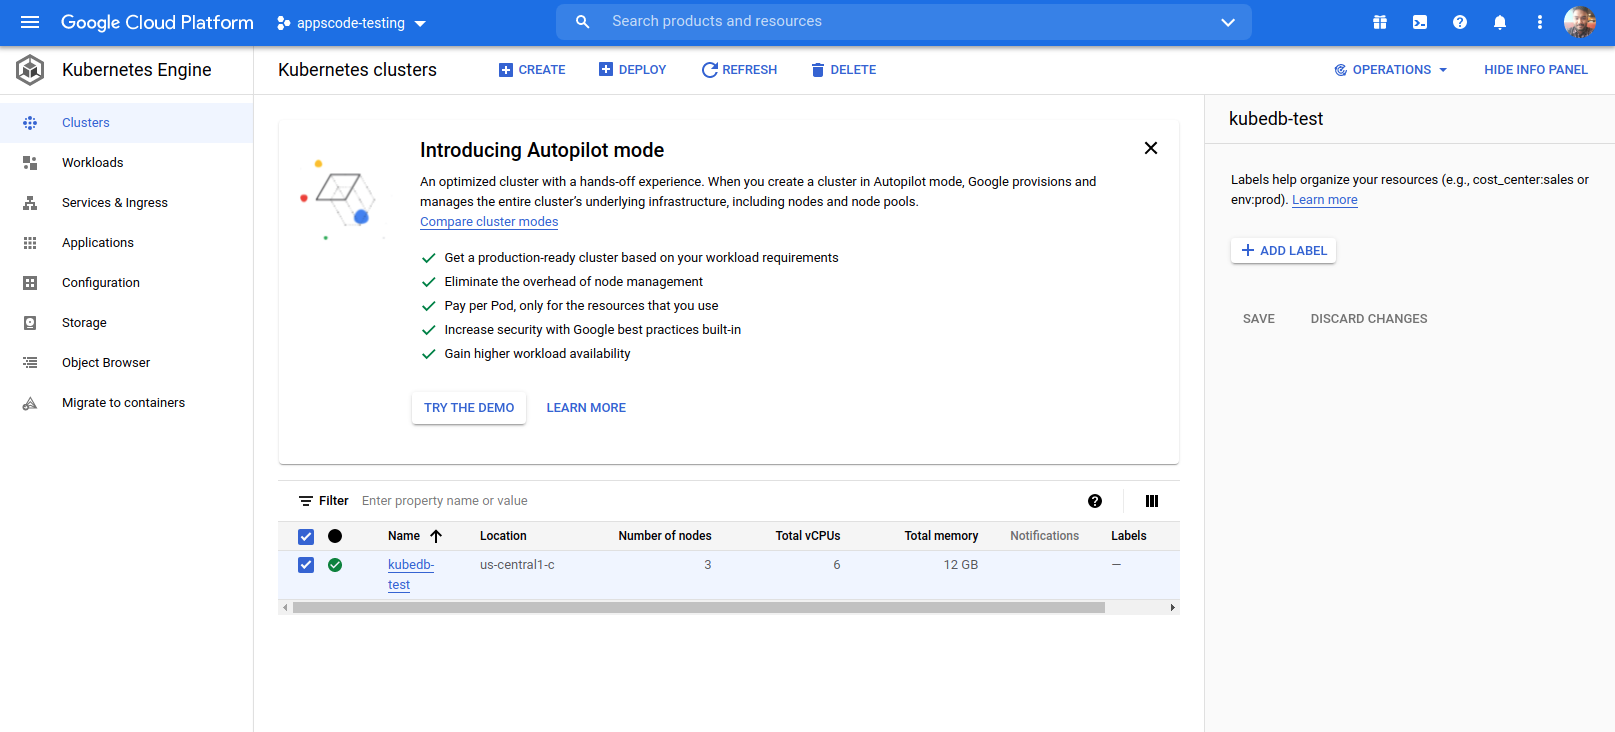 Google Cloud Platform
appscode-testing
Search products and resources
Kubernetes Engine
Kubernetes clusters
CREATE
DEPLOY
REFRESH
DELETE
OPERATIONS
HIDE INFO PANEL
Clusters
Workloads
Services & Ingress
Applications
Configuration
Storage
Object Browser
Migrate to containers
Introducing Autopilot mode
An optimized cluster with a hands-off experience. When you create a cluster in Autopilot mode, Google provisions and
manages the entire cluster's underlying infrastructure, including nodes and node pools.
Compare cluster modes
Get a production-ready cluster based on your workload requirements
Eliminate the overhead of node management
Pay per Pod, only for the resources that you use
Increase security with Google best practices built-in
Gain higher workload availability
TRY THE DEMO
LEARN MORE
Filter Enter property name or value
Name Location Number of nodes Total vCPUs Total memory Notifications Labels
kubedb- us-central1-c 3 6 12 GB —
test
kubedb-test
Labels help organize your resources (e.g., cost_center:sales or
env:prod). Learn more
ADD LABEL
SAVE
DISCARD CHANGES